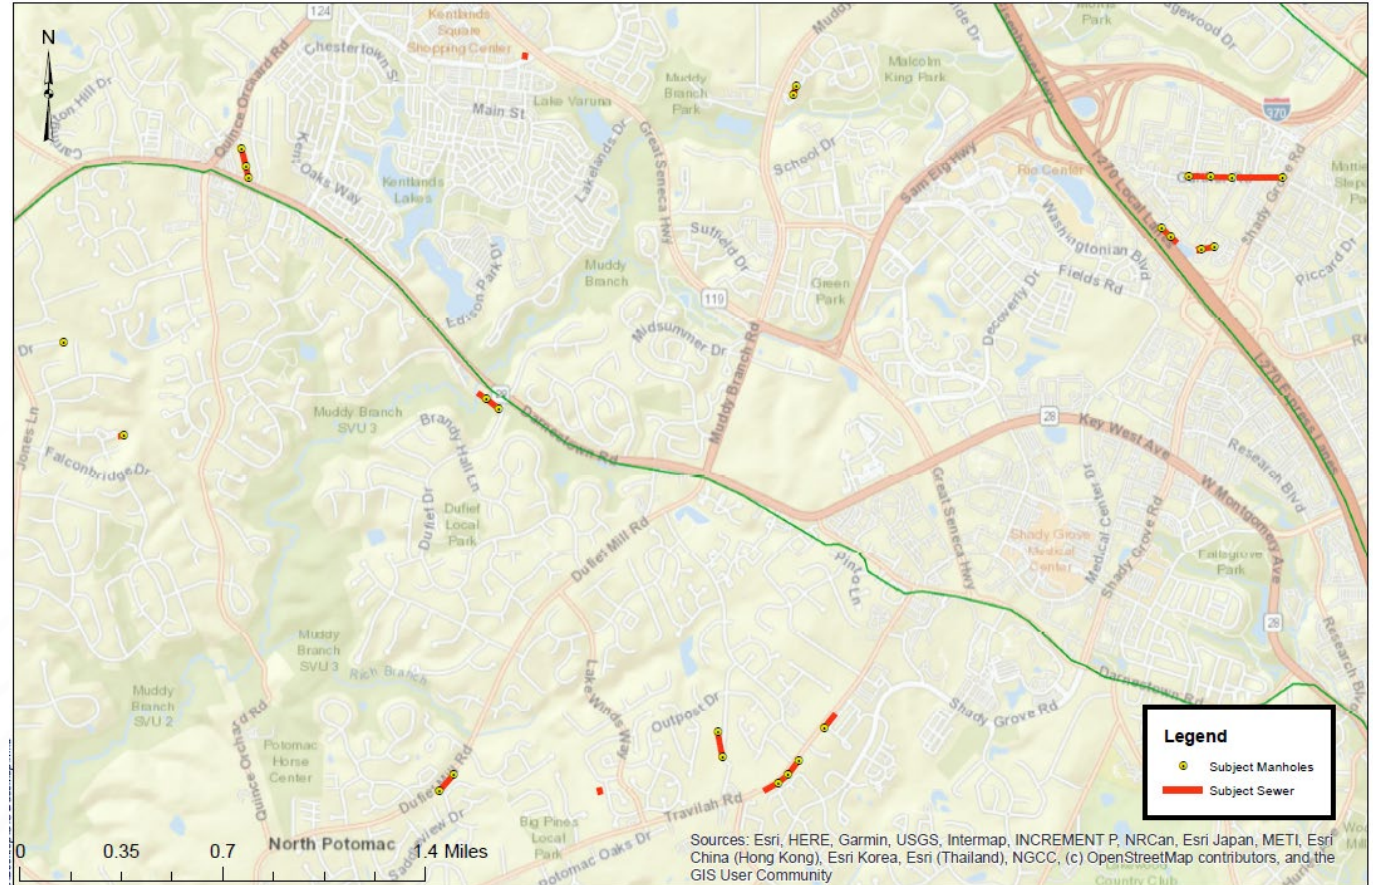 N
124
Kentlands
Square
Shopping Center
Chestertown St
Quince Orchard Rd
Main St
Lake Varuna
Muddy
Branch
Park
Malcolm
King Park
Park
370
Kent Oaks Way
Kentlands
Lakes
Lakelands Dr
Great Seneca Hwy
School Dr
Sam Eig Hwy
Rio Center
I-270 Local Lanes
Shady Grove Rd
Washingtonian Blvd
Fields Rd
Piccard Dr
Suffield Dr
Muddy
Branch
Edison Park Dr
119
Green
Park
Decoverly Dr
Midsummer Dr
Muddy Branch Rd
Dr
Jones Ln
Falconbridge Dr
Muddy Branch
SVU 3
Brandy Hall Ln
Darnestown Rd
28
Key West Ave
I-270 Express Lanes
Research Blvd
W Montgomery Ave
Dufief Dr
Dufief
Local
Park
Dufief Mill Rd
Great Seneca Hwy
Medical Center Dr
Shady Grove Rd
Shady Grove
Medical
Center
Fallsgrove
Park
Pinto Ln
28
Research Blvd
Muddy
Branch
SVU 3
Rich Branch
Muddy
Branch
SVU 2
Quince Orchard Rd
Potomac
Horse
Center
Lake Winds Way
Outpost Dr
Shady Grove Rd
Darnestown Rd
Dufief Mill Rd
Travilah Rd
Big Pines
Local
Park
Potomac Oaks Dr
North Potomac
Legend
Subject Manholes
Subject Sewer
0 0.35 0.7 1.4 Miles
Sources: Esri, HERE, Garmin, USGS, Intermap, INCREMENT P, NRCan, Esri Japan, METI, Esri
China (Hong Kong), Esri Korea, Esri (Thailand), NGCC, (c) OpenStreetMap contributors, and the
GIS User Community
Country Club